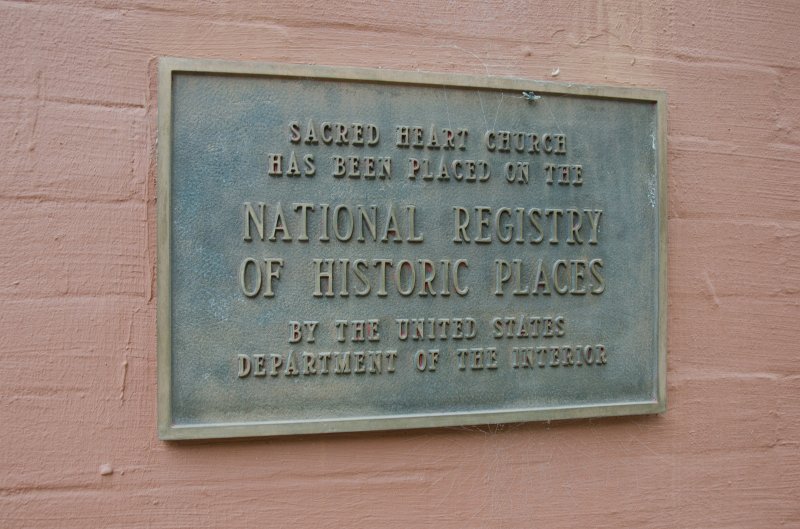 SACRED HEART CHURCH
HAS BEEN PLACED ON THE
NATIONAL REGISTRY
OF HISTORIC PLACES
BY THE UNITED STATES
DEPARTMENT OF THE INTERIOR